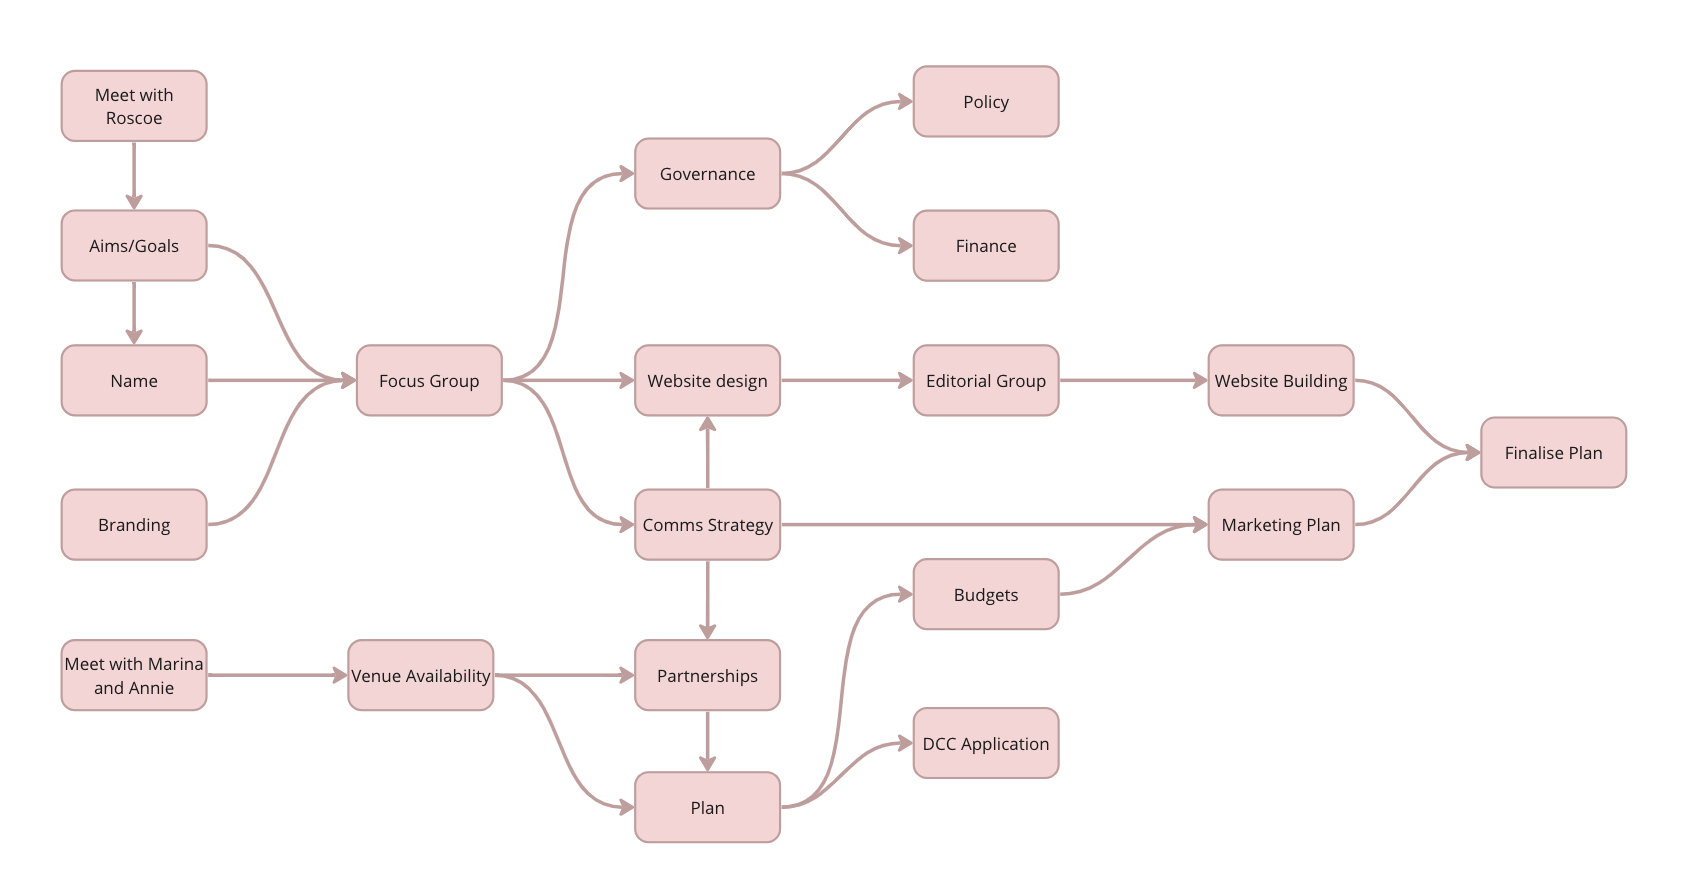 Meet with
Roscoe
Aims/Goals
Name
Branding
Meet with Marina
and Annie
Focus Group
Venue Availability
Governance
Website design
Comms Strategy
Partnerships
Plan
Policy
Finance
Editorial Group
Budgets
DCC Application
Website Building
Marketing Plan
Finalise Plan